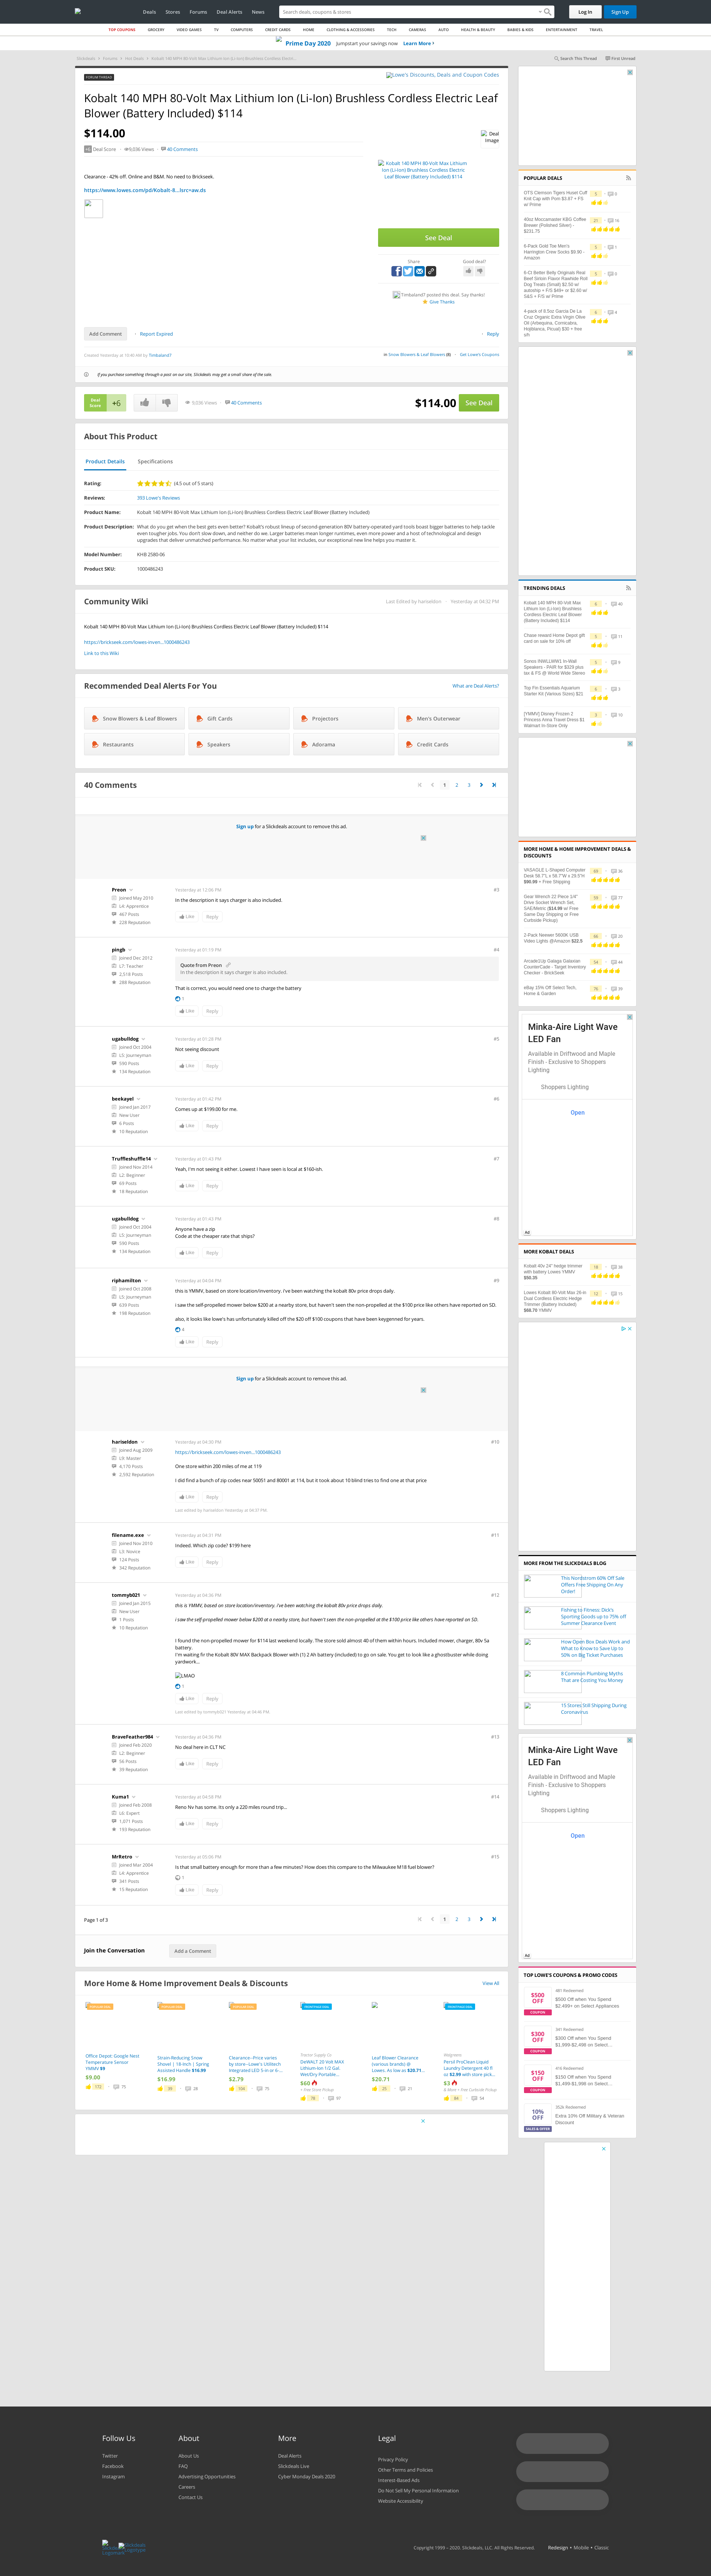 Deals Stores Forums Deal Alerts News
Search deals, coupons & stores
Log In Sign Up
TOP COUPONS GROCERY VIDEO GAMES TV COMPUTERS CREDIT CARDS HOME CLOTHING & ACCESSORIES TECH CAMERAS AUTO HEALTH & BEAUTY BABIES & KIDS ENTERTAINMENT TRAVEL
Prime Day 2020 Jumpstart your savings now Learn More ›
Search This Thread Forum Unread
FORUM THREAD
Lowe's Discounts, Deals and Coupon Codes
Kobalt 140 MPH 80-Volt Max Lithium Ion (Li-Ion) Brushless Cordless Electric Leaf Blower (Battery Included) $114
$114.00
+6 Deal Score 9,036 Views 40 Comments
Deal Image
Clearance - 42% off. Online and B&M. No need to Brickseek.
https://www.lowes.com/pd/Kobalt-8...lsrc=aw.ds
Kobalt 140 MPH 80-Volt Max Lithium Ion (Li-Ion) Brushless Cordless Electric Leaf Blower (Battery Included) $114
See Deal
Share Good deal?
Timbaland7 posted this deal. Say thanks!
Give Thanks
Add Comment Report Expired Reply
Created Yesterday at 10:46 AM by Timbaland7
in Snow Blowers & Leaf Blowers (8) Get Lowe's Coupons
If you purchase something through a post on our site, Slickdeals may get a small share of the sale.
Deal Score +6 9,036 Views 40 Comments $114.00 See Deal
About This Product
Product Details Specifications
Rating: (4.5 out of 5 stars)
Reviews: 393 Lowe's Reviews
Product Name: Kobalt 140 MPH 80-Volt Max Lithium Ion (Li-Ion) Brushless Cordless Electric Leaf Blower (Battery Included)
Product Description: What do you get when the best gets even better? Kobalt's robust lineup of second-generation 80V battery-operated yard tools boast bigger batteries to help tackle even tougher jobs. You don't slow down, and neither do we. Larger batteries mean longer runtimes, even more power and a host of technological and design upgrades that deliver undeniable performance. No matter what your list includes, our exceptional new line helps you master it.
Model Number: KHB 2580-06
Product SKU: 1000486243
Community Wiki
Last Edited by hariseldon Yesterday at 04:32 PM
Kobalt 140 MPH 80-Volt Max Lithium Ion (Li-Ion) Brushless Cordless Electric Leaf Blower (Battery Included) $114
https://brickseek.com/lowes-inven...1000486243
Link to this Wiki
Recommended Deal Alerts For You
What are Deal Alerts?
Snow Blowers & Leaf Blowers Gift Cards Projectors Men's Outerwear
Restaurants Speakers Adorama Credit Cards
40 Comments
1 2 3
Sign up for a Slickdeals account to remove this ad.
Preon
Joined May 2010
L4: Apprentice
467 Posts
228 Reputation
Yesterday at 12:06 PM #3
In the description it says charger is also included.
Like Reply
pingb
Joined Dec 2012
L7: Teacher
2,518 Posts
288 Reputation
Yesterday at 01:19 PM #4
Quote from Preon
In the description it says charger is also included.
That is correct, you would need one to charge the battery
1
Like Reply
ugabulldog
Joined Oct 2004
L5: Journeyman
590 Posts
134 Reputation
Yesterday at 01:28 PM #5
Not seeing discount
Like Reply
beekayel
Joined Jan 2017
New User
6 Posts
10 Reputation
Yesterday at 01:42 PM #6
Comes up at $199.00 for me.
Like Reply
Truffleshuffle14
Joined Nov 2014
L2: Beginner
69 Posts
18 Reputation
Yesterday at 01:43 PM #7
Yeah, I'm not seeing it either. Lowest I have seen is local at $160-ish.
Like Reply
ugabulldog
Joined Oct 2004
L5: Journeyman
590 Posts
134 Reputation
Yesterday at 01:43 PM #8
Anyone have a zip
Code at the cheaper rate that ships?
Like Reply
riphamilton
Joined Oct 2008
L5: Journeyman
639 Posts
198 Reputation
Yesterday at 04:04 PM #9
this is YMMV, based on store location/inventory. i've been watching the kobalt 80v price drops daily.
i saw the self-propelled mower below $200 at a nearby store, but haven't seen the non-propelled at the $100.price like others have reported on SD.
also, it looks like lowe's has unfortunately killed off the $20 off $100 coupons that have been keygenned for years.
4
Like Reply
Sign up for a Slickdeals account to remove this ad.
hariseldon
Joined Aug 2009
L9: Master
4,170 Posts
2,592 Reputation
Yesterday at 04:30 PM #10
https://brickseek.com/lowes-inven...1000486243
One store within 200 miles of me at 119
I did find a bunch of zip codes near 50051 and 80001 at 114, but it took about 10 blind tries to find one at that price
Like Reply
Last edited by hariseldon Yesterday at 04:31 PM
filename.exe
Joined Nov 2010
L3: Novice
124 Posts
342 Reputation
Yesterday at 04:31 PM #11
Indeed. Which zip code? $199 here
Like Reply
tommyb021
Joined Jan 2015
New User
1 Posts
10 Reputation
Yesterday at 04:36 PM #12
this is YMMV, based on store location/inventory. i've been watching the kobalt 80v price drops daily.
i saw the self-propelled mower below $200 at a nearby store, but haven't seen the non-propelled at the $100.price like others have reported on SD.
I found the non-propelled mower for $114 last weekend locally. The store told almost 40 of them within hours. Included mower, charger, 80v 5a battery.
I'm waiting fir the Kobalt 80V MAX Backpack Blower with (1) 2.4h (battery included) to go on sale. You get to look like a ghostbuster while doing yardwork...
LMAO
1
Like Reply
Last edited by tommyb021 Yesterday at 04:46 PM
BraveFeather984
Joined Feb 2020
L2: Beginner
56 Posts
39 Reputation
Yesterday at 04:36 PM #13
No deal here in CLT NC
Like Reply
Kuma1
Joined Feb 2008
L6: Expert
1,071 Posts
193 Reputation
Yesterday at 04:58 PM #14
Reno Nv has some. Its only a 220 miles round trip...
Like Reply
MrRetro
Joined Mar 2004
L4: Apprentice
341 Posts
15 Reputation
Yesterday at 05:06 PM #15
Is that small battery enough for more than a few minutes? How does this compare to the Milwaukee M18 fuel blower?
1
Like Reply
Page 1 of 3
1 2 3
Join the Conversation
Add a Comment
More Home & Home Improvement Deals & Discounts
View All
Office Depot: Google Nest Temperature Sensor YMMV $9
$9.00
172 75
Strain-Reducing Snow Shovel | 18-Inch | Spring Assisted Handle $16.99
$16.99
39 28
Clearance--Price varies by store--Lowe's Utilitech Integrated LED 5-in or 6-...
$2.79
104 75
Tractor Supply Co
DeWALT 20 Volt MAX Lithium-Ion 1/2 Gal. Wet/Dry Portable...
$60
+ Free Store Pickup
78 97
Leaf Blower Clearance (various brands) @ Lowes. As low as $20.71...
$20.71
25 21
Walgreens
Persil ProClean Liquid Laundry Detergent 40 fl oz $2.99 with store pick...
$3
& More + Free Curbside Pickup
84 54
POPULAR DEALS
OTII Clemson Tigers Huset Cuff Knit Cap with Pom $3.87 + FS w/ Prime
40oz Moccamaster KBG Coffee Brewer (Polished Silver) - $231.75
6-Pack Gold Toe Men's Harrington Crew Socks $9.90 - Amazon
6-Ct Better Belly Originals Real Beef Sirloin Flavor Rawhide Roll Dog Treats (Small) $2.50 w/ autoship + F/S $49+ or $2.60 w/ S&S + F/S w/ Prime
4-pack of 8.5oz Garcia De La Cruz Organic Extra Virgin Olive Oil (Arbequina, Cornicabra, Hojiblanca, Picual) $30 + free s/h
TRENDING DEALS
Kobalt 140 MPH 80-Volt Max Lithium Ion (Li-Ion) Brushless Cordless Electric Leaf Blower (Battery Included) $114
Chase reward-Home Depot gift card on sale for 10% off
Sonos INWLLWW1 In-Wall Speakers - PAIR for $329 plus tax & FS @ World Wide Stereo
Top Fin Essentials Aquarium Starter Kit (Various Sizes) $21
[YMMV] Disney Frozen 2 Princess Anna Travel Dress $1 Walmart In-Store Only
MORE HOME & HOME IMPROVEMENT DEALS & DISCOUNTS
VASAGLE L-Shaped Computer Desk 58.7"L x 58.7"W x 29.5"H $90.99 + Free Shipping
Gear Wrench 22 Piece 1/4" Drive Socket Wrench Set, SAE/Metric ($14.98 w/ Free Same Day Shipping or Free Curbside Pickup)
2-Pack Neewer 5600K USB Video Lights @Amazon $22.5
Arcade1Up Galaga Galaxian CounterCade - Target Inventory Checker - BrickSeek
eBay 15% Off Select Tech, Home & Garden
Minka-Aire Light Wave LED Fan
Available in Driftwood and Maple Finish - Exclusive to Shoppers Lighting
Shoppers Lighting
Open
Ad
MORE KOBALT DEALS
Kobalt 40v 24" hedge trimmer with battery Lowes YMMV $50.35
Lowes Kobalt 80-Volt Max 26-in Dual Cordless Electric Hedge Trimmer (Battery Included) $68.70 YMMV
MORE FROM THE SLICKDEALS BLOG
This Nordstrom 60% Off Sale Offers Free Shipping On Any Order!
Fishing to Fitness: Dick's Sporting Goods up to 75% off Summer Clearance Event
How Open Box Deals Work and What to Know to Save Up to 50% on Big Ticket Purchases
8 Common Plumbing Myths That are Costing You Money
15 Stores Still Shipping During Coronavirus
Minka-Aire Light Wave LED Fan
Available in Driftwood and Maple Finish - Exclusive to Shoppers Lighting
Shoppers Lighting
Open
Ad
TOP LOWE'S COUPONS & PROMO CODES
$500 OFF COUPON
$500 Off when You Spend $2,499+ on Select Appliances
$300 OFF COUPON
$300 Off when You Spend $1,999-$2,498 on Select...
$150 OFF COUPON
$150 Off when You Spend $1,499-$1,998 on Select...
10% OFF SALES & OFFER
Extra 10% Off Military & Veteran Discount
Follow Us
Twitter
Facebook
Instagram
About
About Us
FAQ
Advertising Opportunities
Careers
Contact Us
More
Deal Alerts
Slickdeals Live
Cyber Monday Deals 2020
Legal
Privacy Policy
Other Terms and Policies
Interest-Based Ads
Do Not Sell My Personal Information
Website Accessibility
Copyright 1999 – 2020. Slickdeals, LLC. All Rights Reserved. Redesign • Mobile • Classic